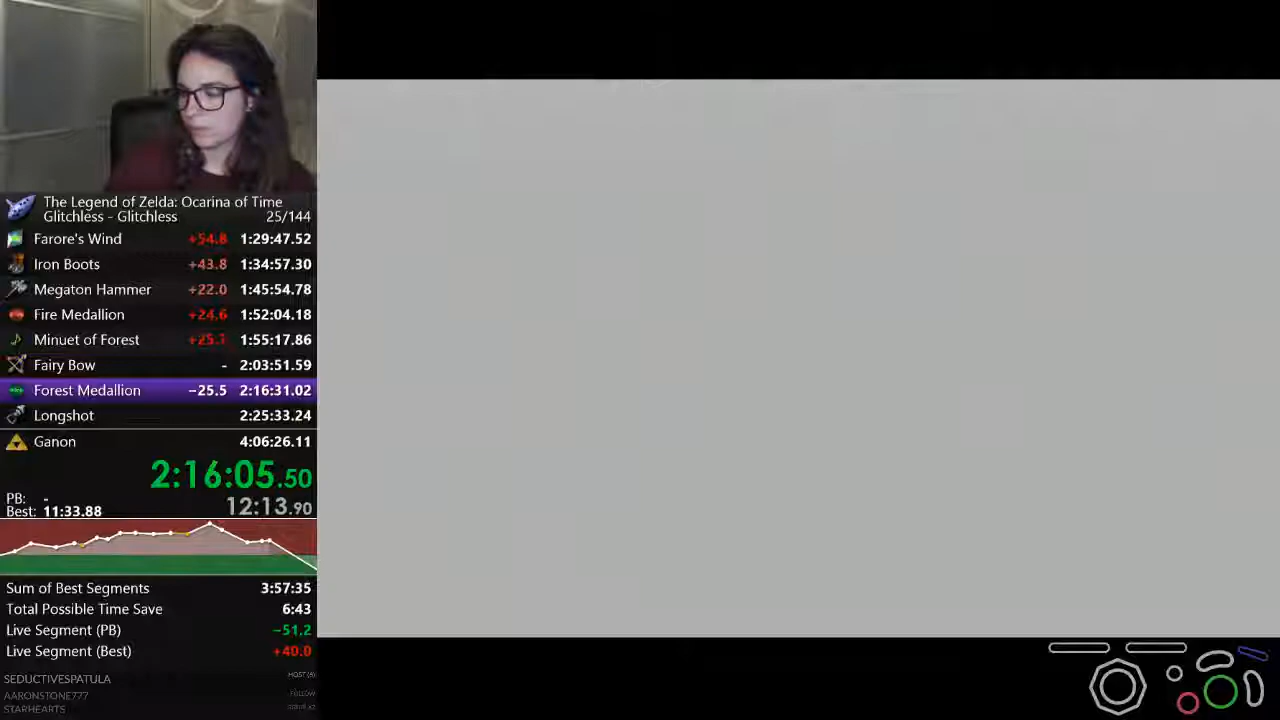 The Legend of Zelda: Ocarina of Time
Glitchless - Glitchless 25/144
Farore's Wind +54.8 1:29:47.52
Iron Boots +43.8 1:34:57.30
Megaton Hammer +22.0 1:45:54.78
Fire Medallion +24.6 1:52:04.18
Minuet of Forest +25.1 1:55:17.86
Fairy Bow - 2:03:51.59
Forest Medallion −25.5 2:16:31.02
Longshot 2:25:33.24
Ganon 4:06:26.11
2:16:05.50
PB: -
Best: 11:33.88 12:13.90
Sum of Best Segments 3:57:35
Total Possible Time Save 6:43
Live Segment (PB) −51.2
Live Segment (Best) +40.0
SEDUCTIVESPATULA
AARONSTONE777 FOLLOW
STARHEARTS